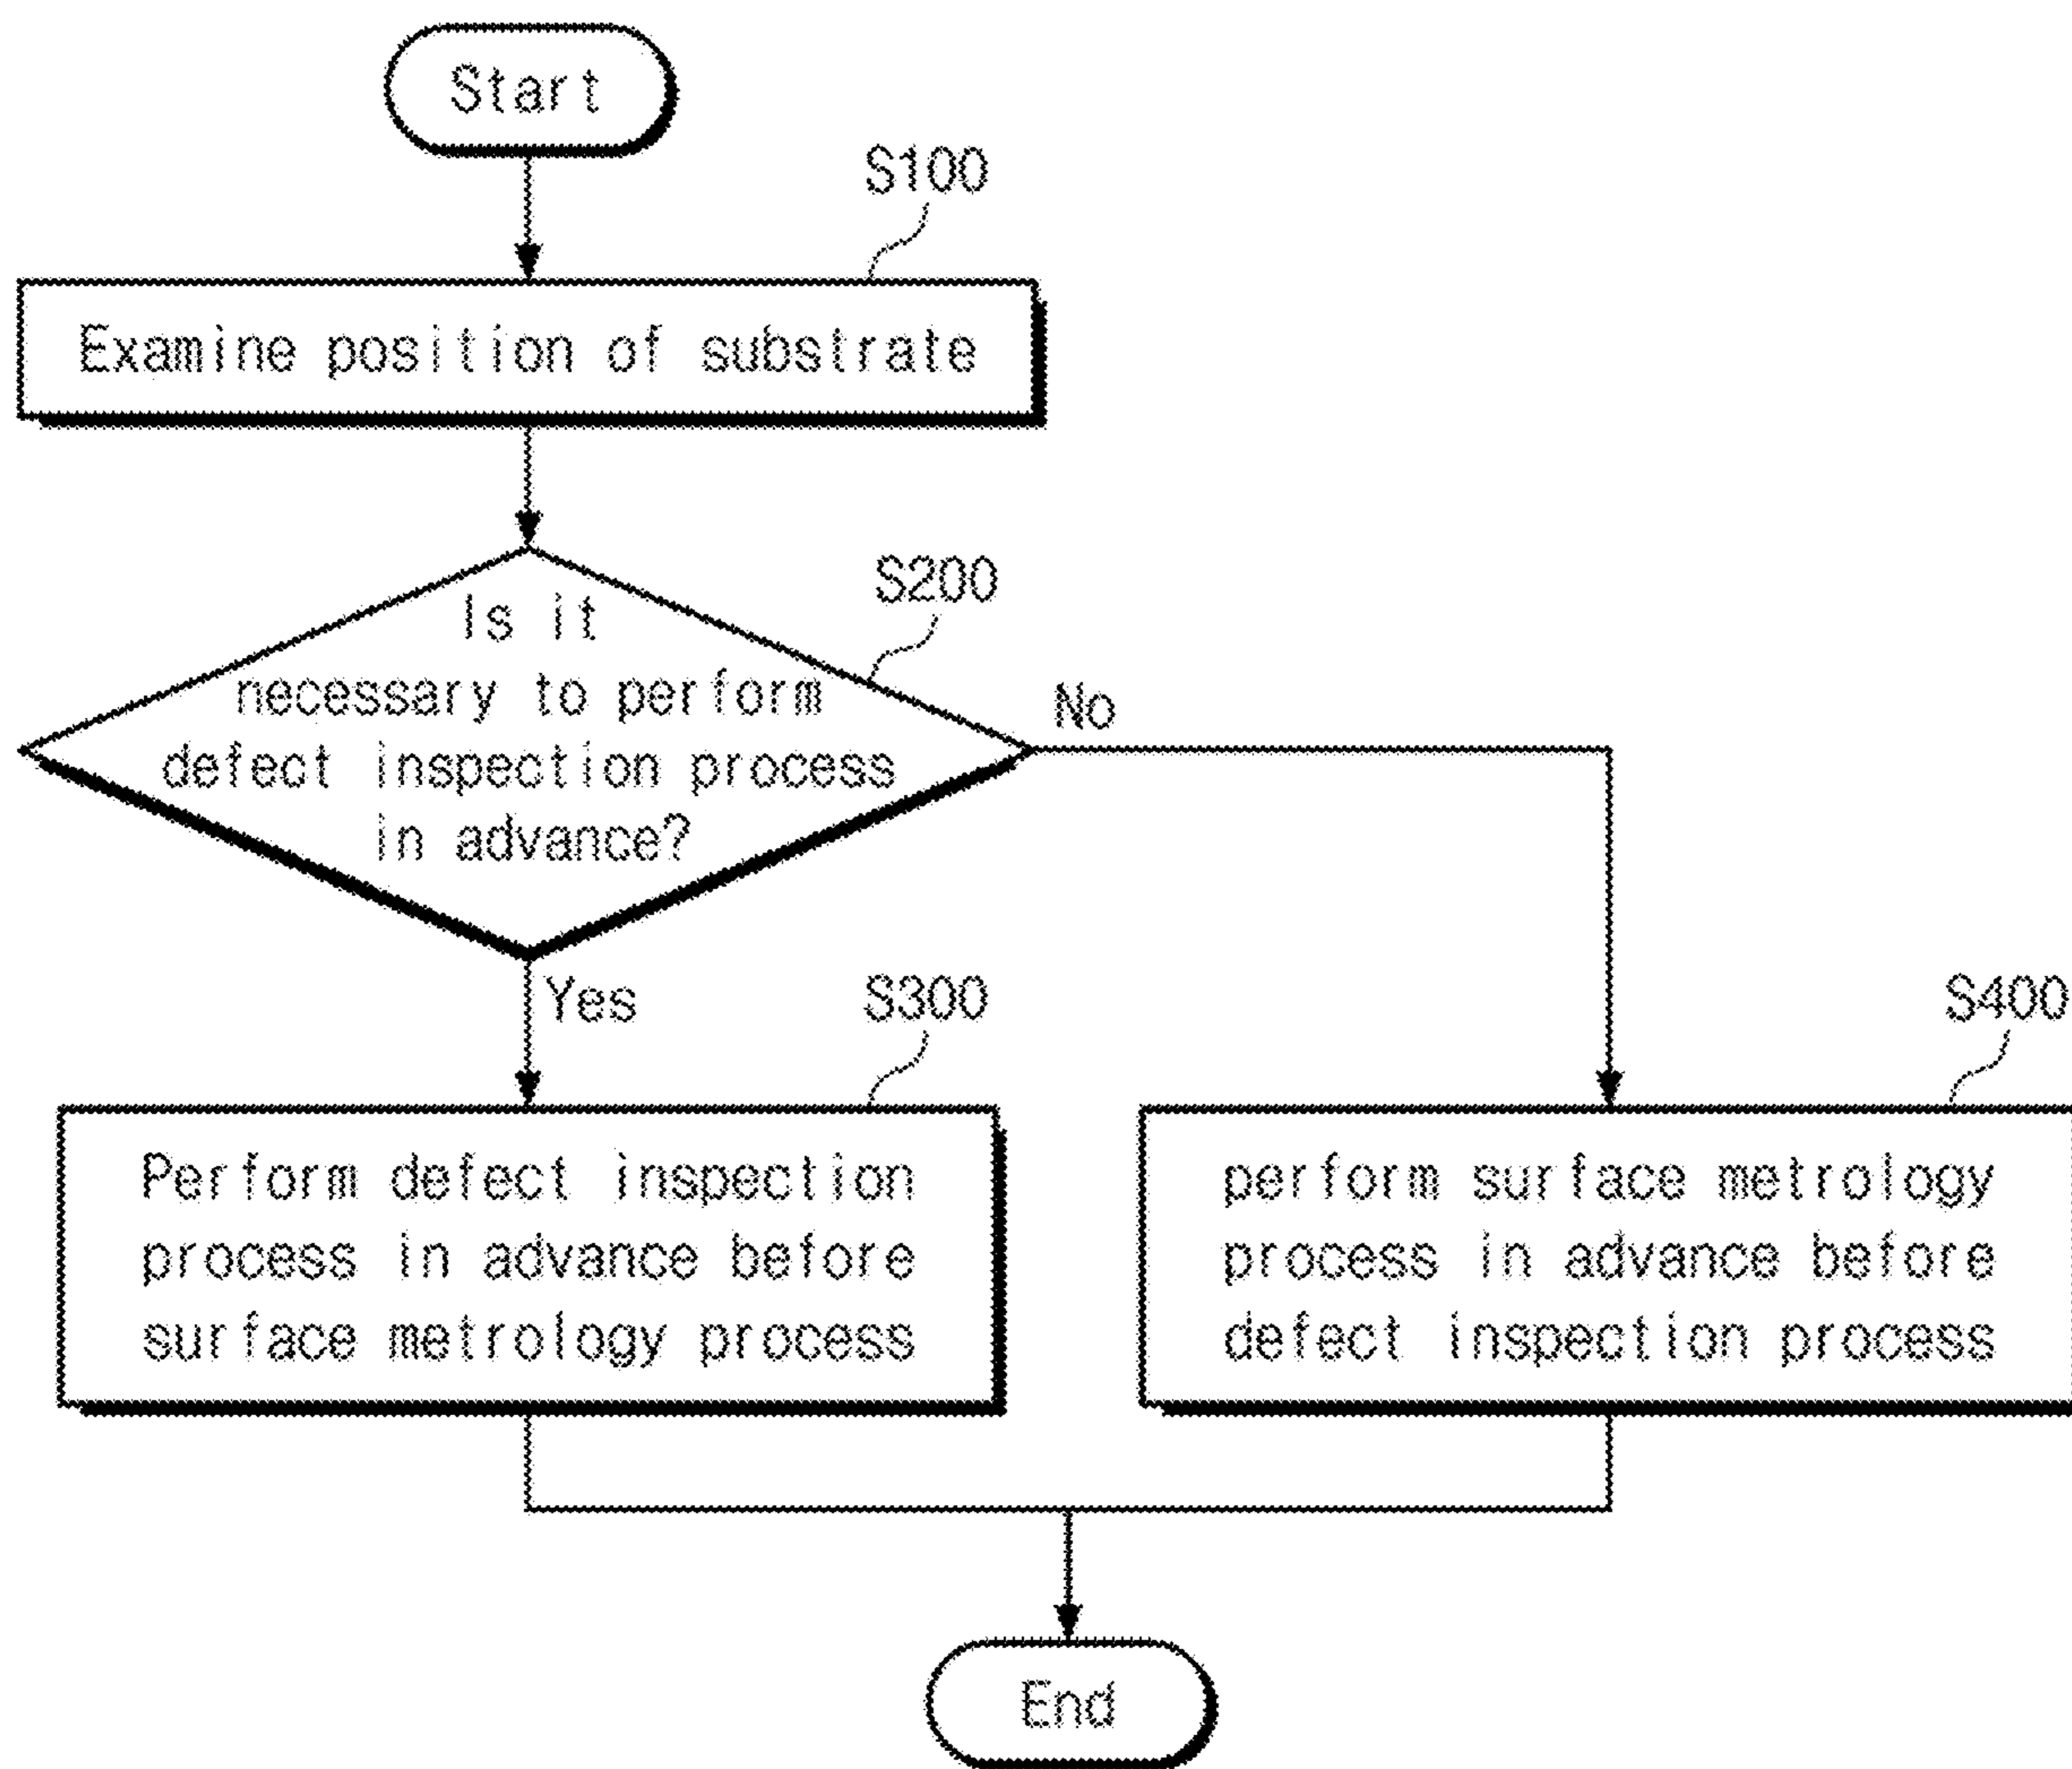 Start
S100
Examine position of substrate
S200
Is it
necessary to perform
defect inspection process
in advance?
No
Yes
S300
Perform defect inspection
process in advance before
surface metrology process
S400
perform surface metrology
process in advance before
defect inspection process
End